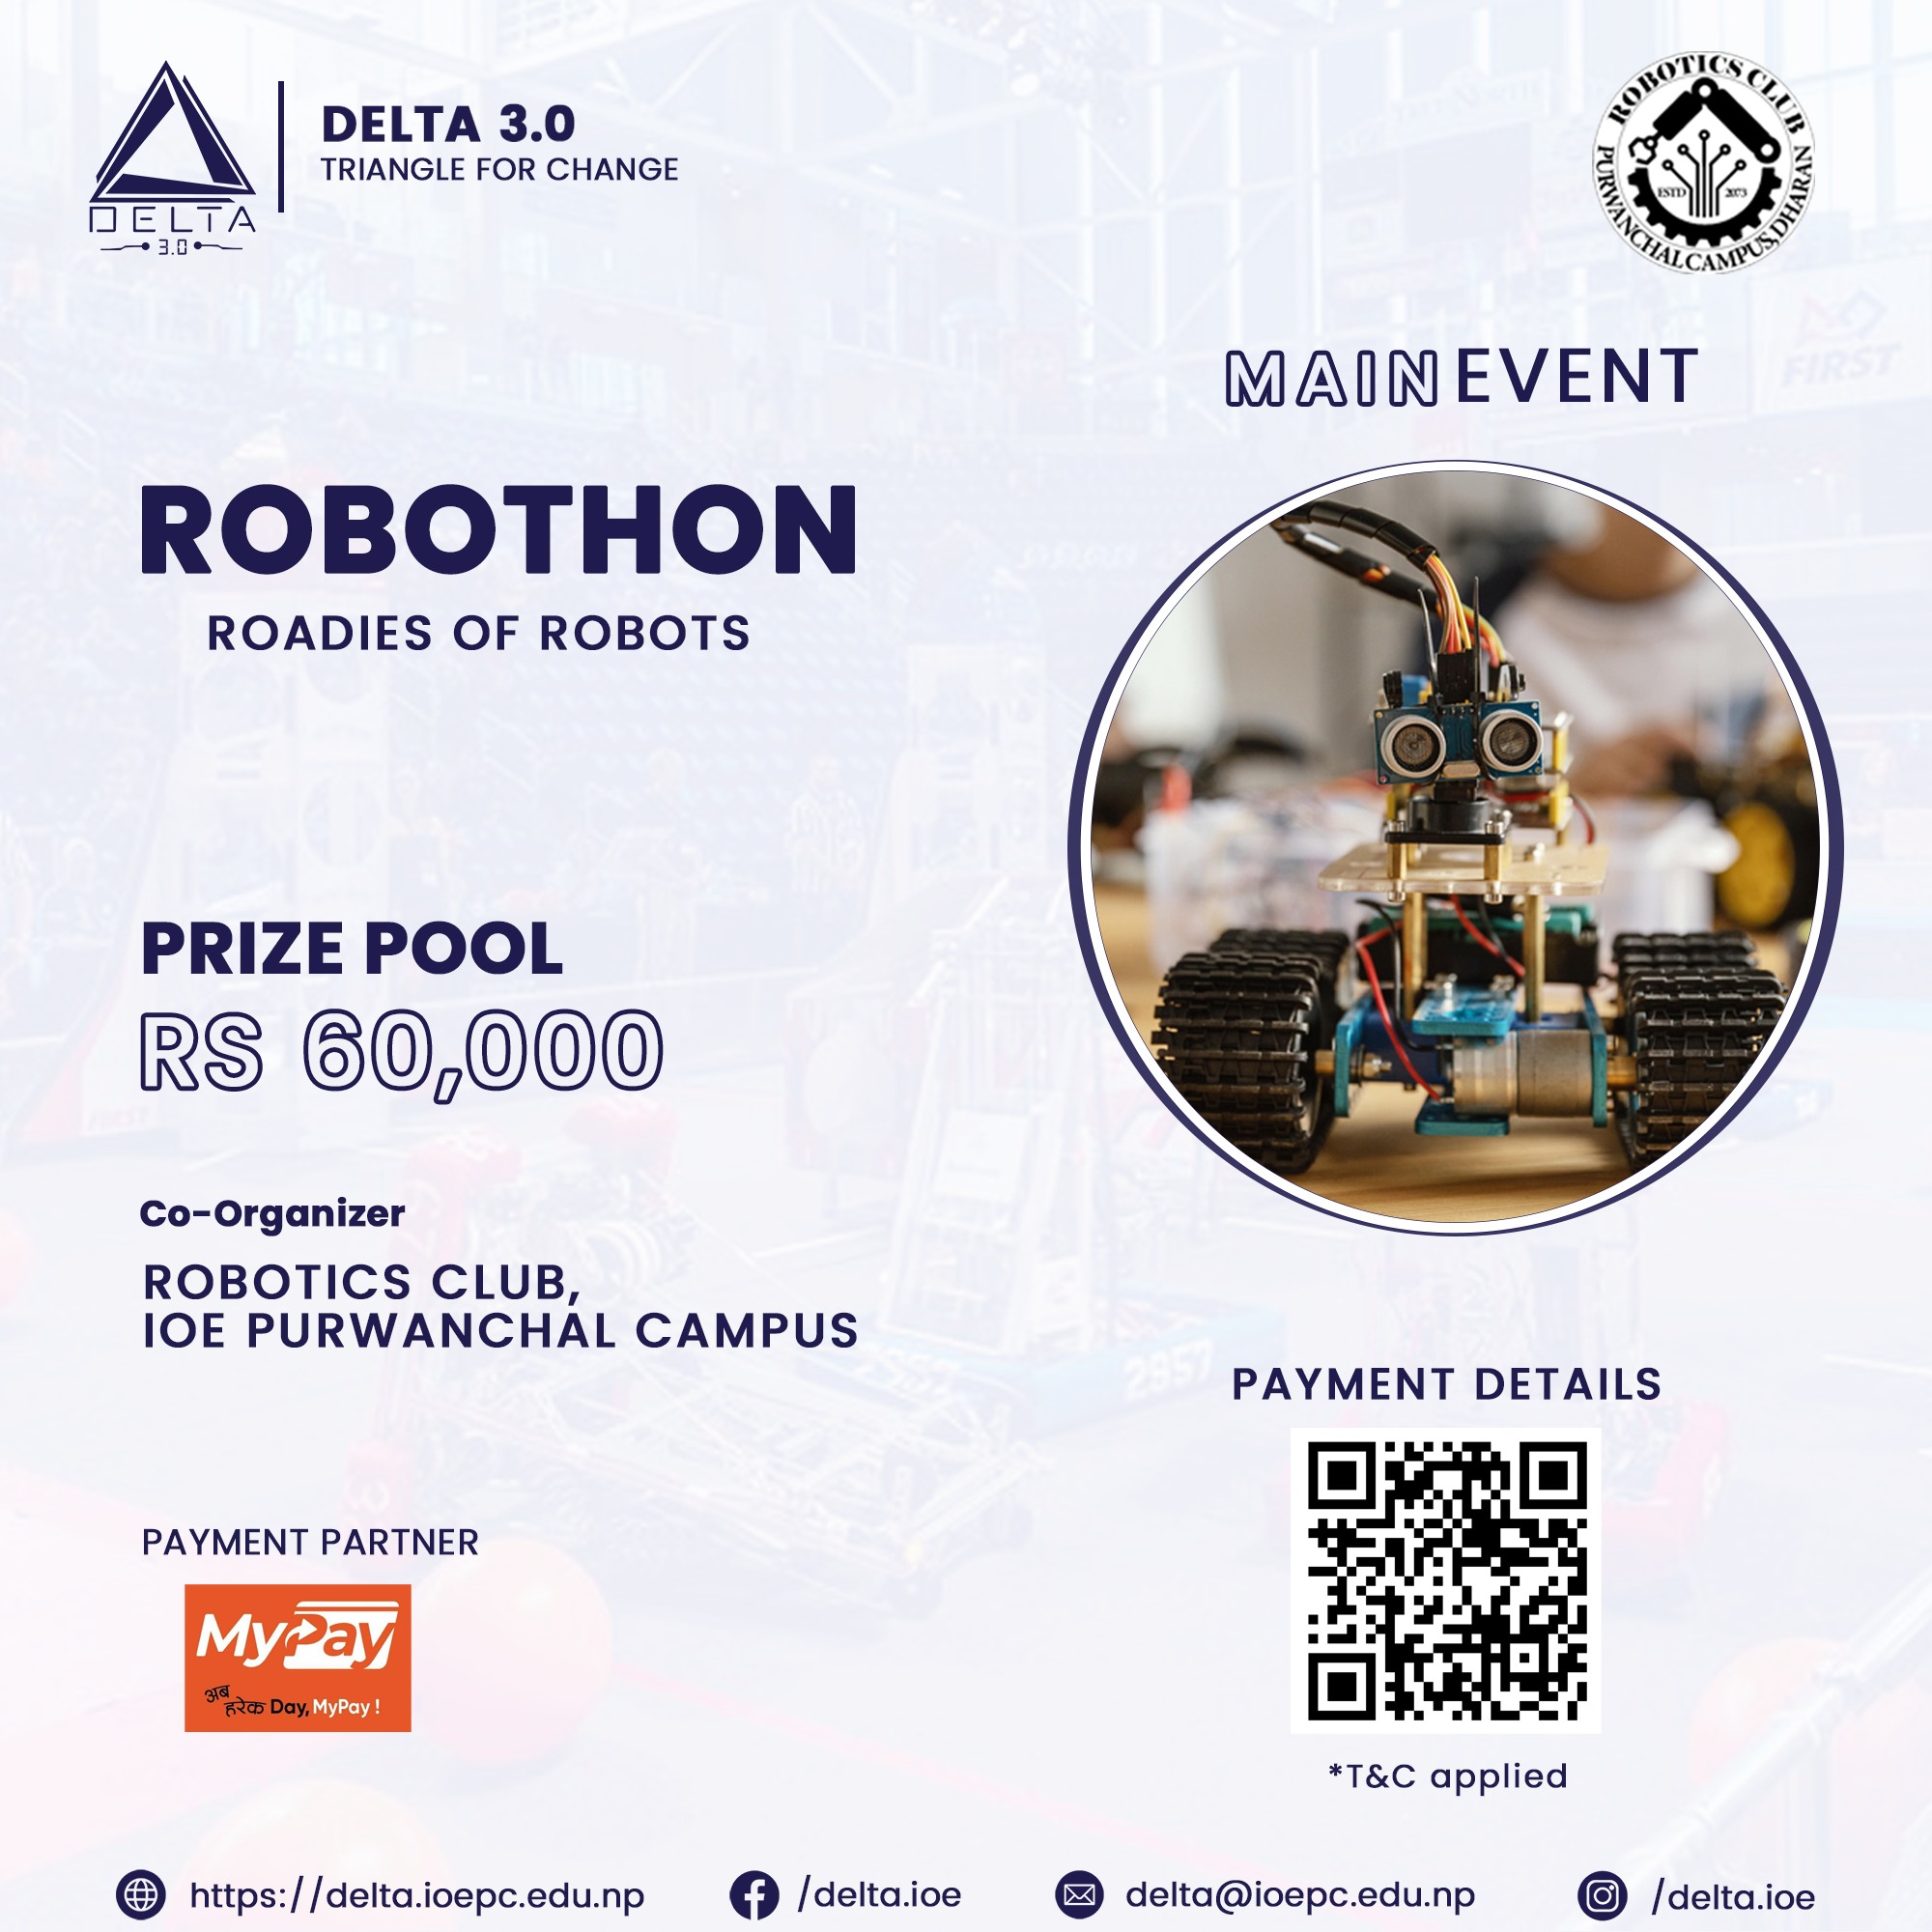 DELTA 3.0
TRIANGLE FOR CHANGE
DELTA
3.0
ROBOTICS CLUB
ESTD 2073
PURWANCHAL CAMPUS, DHARAN
MAIN EVENT
ROBOTHON
ROADIES OF ROBOTS
PRIZE POOL
RS 60,000
Co-Organizer
ROBOTICS CLUB,
IOE PURWANCHAL CAMPUS
PAYMENT DETAILS
PAYMENT PARTNER
MyPay
अब
हरेक Day, MyPay !
*T&C applied
https://delta.ioepc.edu.np
/delta.ioe
delta@ioepc.edu.np
/delta.ioe
FIRST
2857